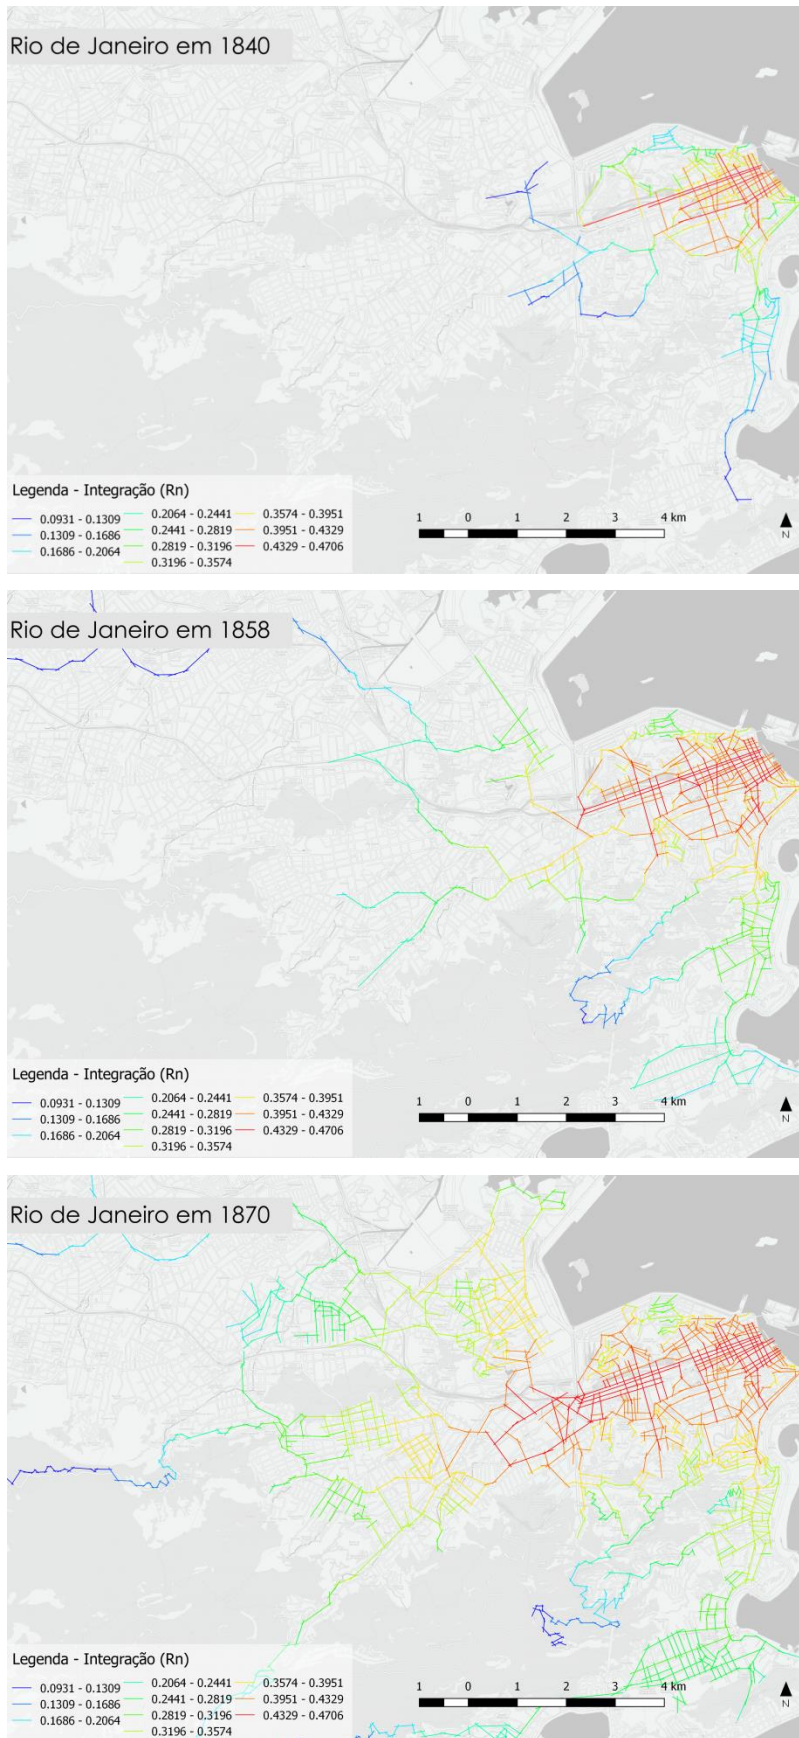 Rio de Janeiro em 1840
Legenda - Integração (Rn)
0.0931 - 0.1309
0.1309 - 0.1686
0.1686 - 0.2064
0.2064 - 0.2441
0.2441 - 0.2819
0.2819 - 0.3196
0.3196 - 0.3574
0.3574 - 0.3951
0.3951 - 0.4329
0.4329 - 0.4706
1 0 1 2 3 4 km
N
Rio de Janeiro em 1858
Legenda - Integração (Rn)
0.0931 - 0.1309
0.1309 - 0.1686
0.1686 - 0.2064
0.2064 - 0.2441
0.2441 - 0.2819
0.2819 - 0.3196
0.3196 - 0.3574
0.3574 - 0.3951
0.3951 - 0.4329
0.4329 - 0.4706
1 0 1 2 3 4 km
N
Rio de Janeiro em 1870
Legenda - Integração (Rn)
0.0931 - 0.1309
0.1309 - 0.1686
0.1686 - 0.2064
0.2064 - 0.2441
0.2441 - 0.2819
0.2819 - 0.3196
0.3196 - 0.3574
0.3574 - 0.3951
0.3951 - 0.4329
0.4329 - 0.4706
1 0 1 2 3 4 km
N